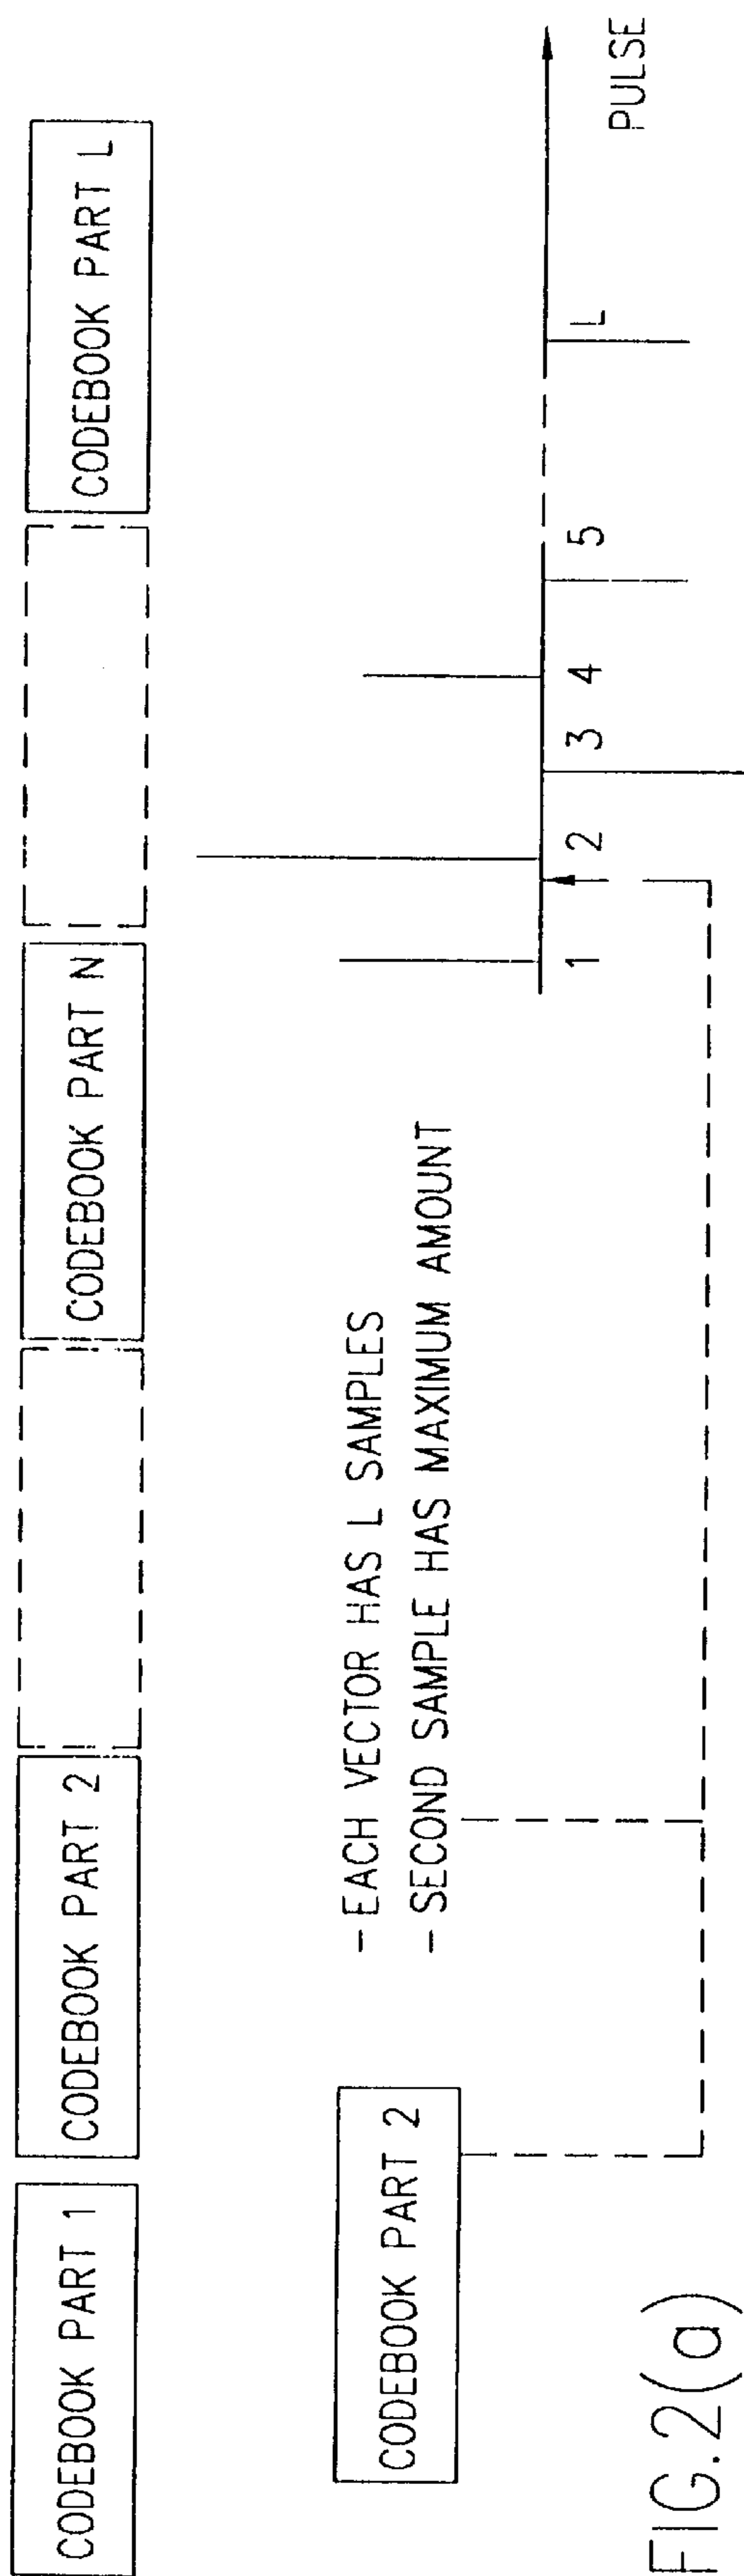 CODEBOOK PART 1
CODEBOOK PART 2
CODEBOOK PART N
CODEBOOK PART L
CODEBOOK PART 2
- EACH VECTOR HAS L SAMPLES
- SECOND SAMPLE HAS MAXIMUM AMOUNT
1 2 3 4 5 L
PULSE
FIG.2(a)